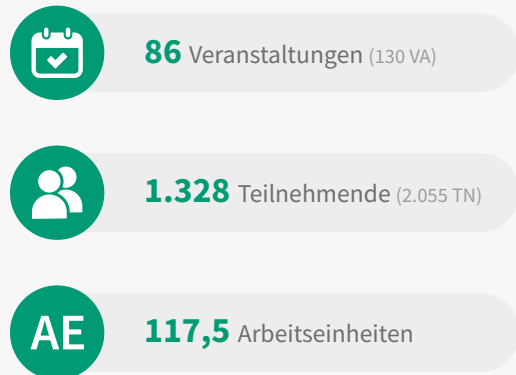 86 Veranstaltungen (130 VA)
1.328 Teilnehmende (2.055 TN)
AE 117,5 Arbeitseinheiten